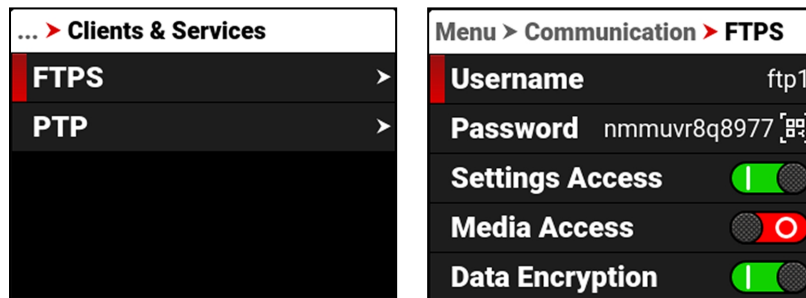 ... > Clients & Services
FTPS >
PTP >
Menu > Communication > FTPS
Username ftp1
Password nmmuvr8q8977
Settings Access
Media Access
Data Encryption